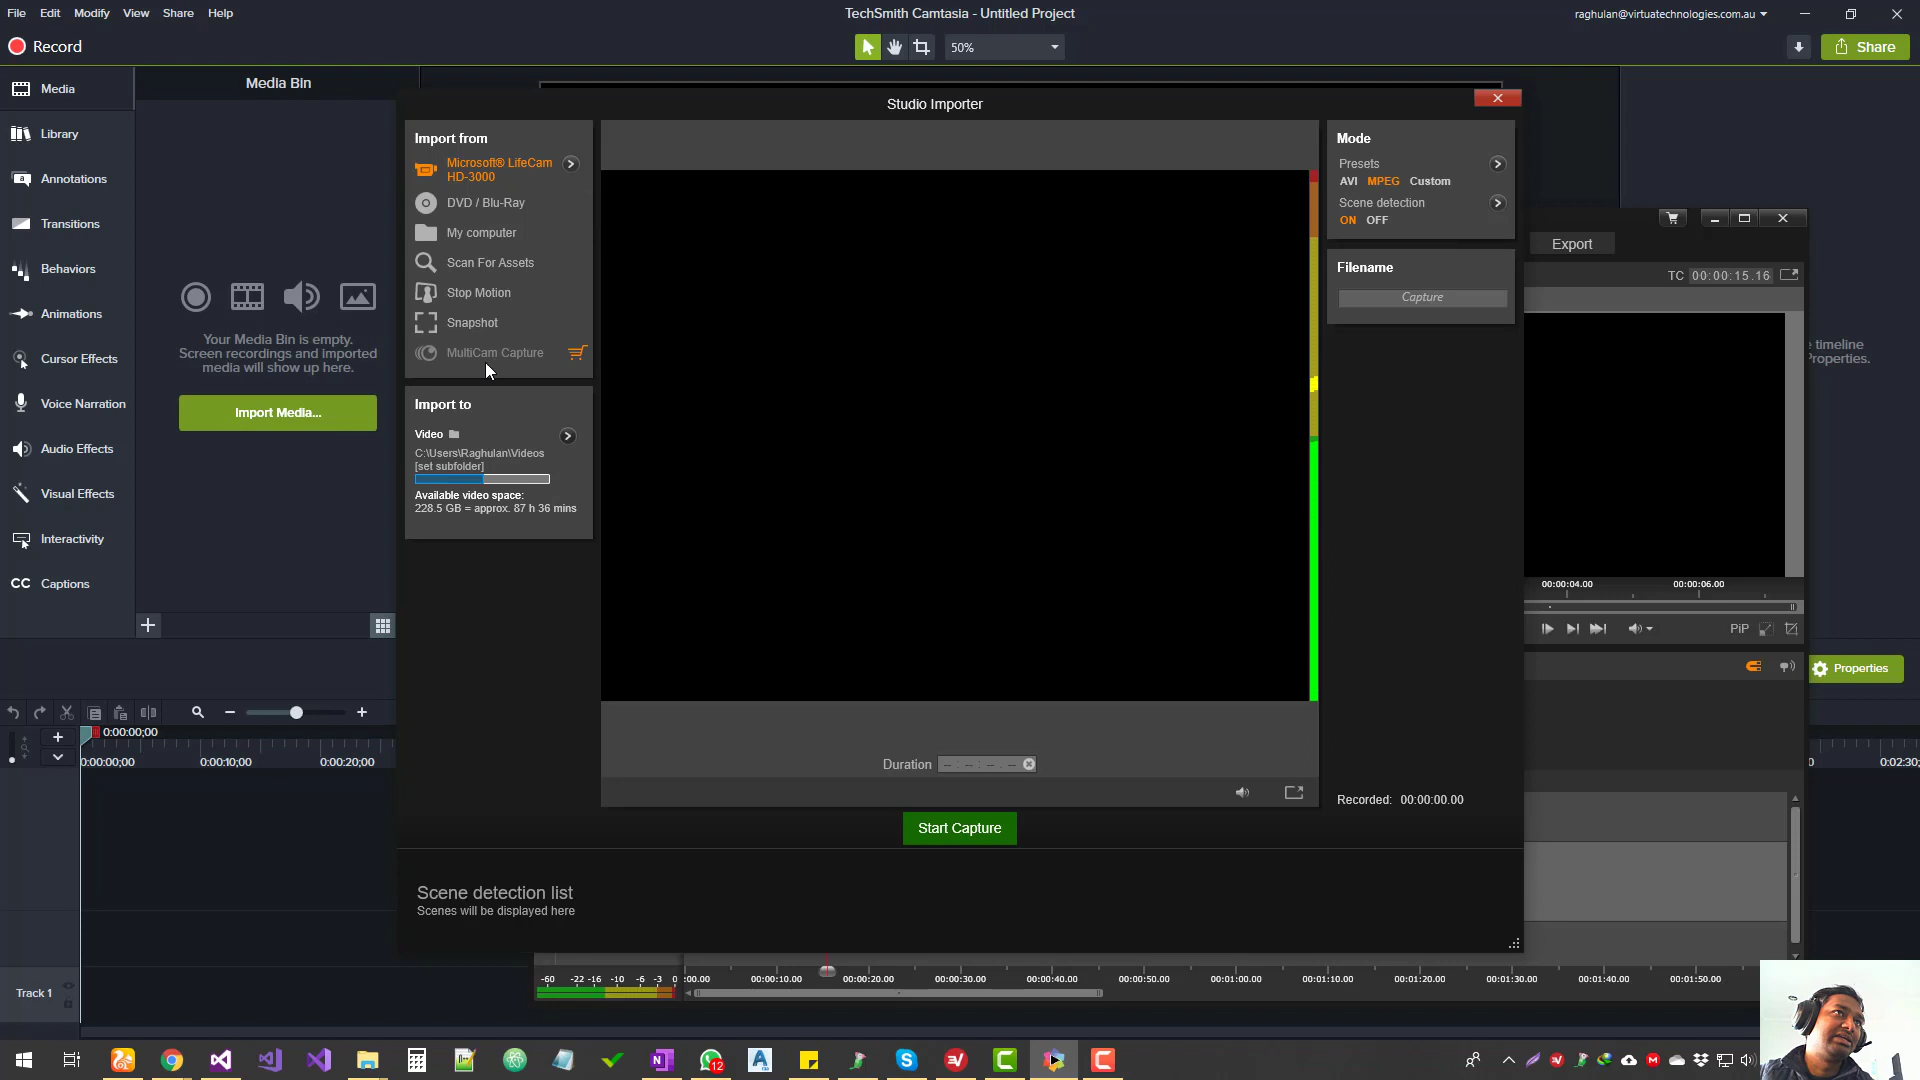 File Edit Modify View Share Help
TechSmith Camtasia - Untitled Project
raghulan@virtuatechnologies.com.au
Record
50%
Share
Media
Library
Annotations
Transitions
Behaviors
Animations
Cursor Effects
Voice Narration
Audio Effects
Visual Effects
Interactivity
CC Captions
Media Bin
Your Media Bin is empty.
Screen recordings and imported
media will show up here.
Import Media...
Studio Importer
Import from
Microsoft® LifeCam
HD-3000
DVD / Blu-Ray
My computer
Scan For Assets
Stop Motion
Snapshot
MultiCam Capture
Import to
Video
C:\Users\Raghulan\Videos
[set subfolder]
Available video space:
228.5 GB = approx. 87 h 36 mins
Duration -- : -- : -- . --
Start Capture
Mode
Presets
AVI MPEG Custom
Scene detection
ON OFF
Filename
Capture
Recorded: 00:00:00.00
Scene detection list
Scenes will be displayed here
Export
TC 00:00:15.16
e timeline
Properties.
00:00:04.00 00:00:06.00
PiP
Properties
0:00:00;00
0:00:00;00 0:00:10;00 0:00:20;00
0 0:02:30;
Track 1
-60 -22 -16 -10 -6 -3 0
:00.00 00:00:10.00 00:00:20.00 00:00:30.00 00:00:40.00 00:00:50.00 00:01:00.00 00:01:10.00 00:01:20.00 00:01:30.00 00:01:40.00 00:01:50.00
12